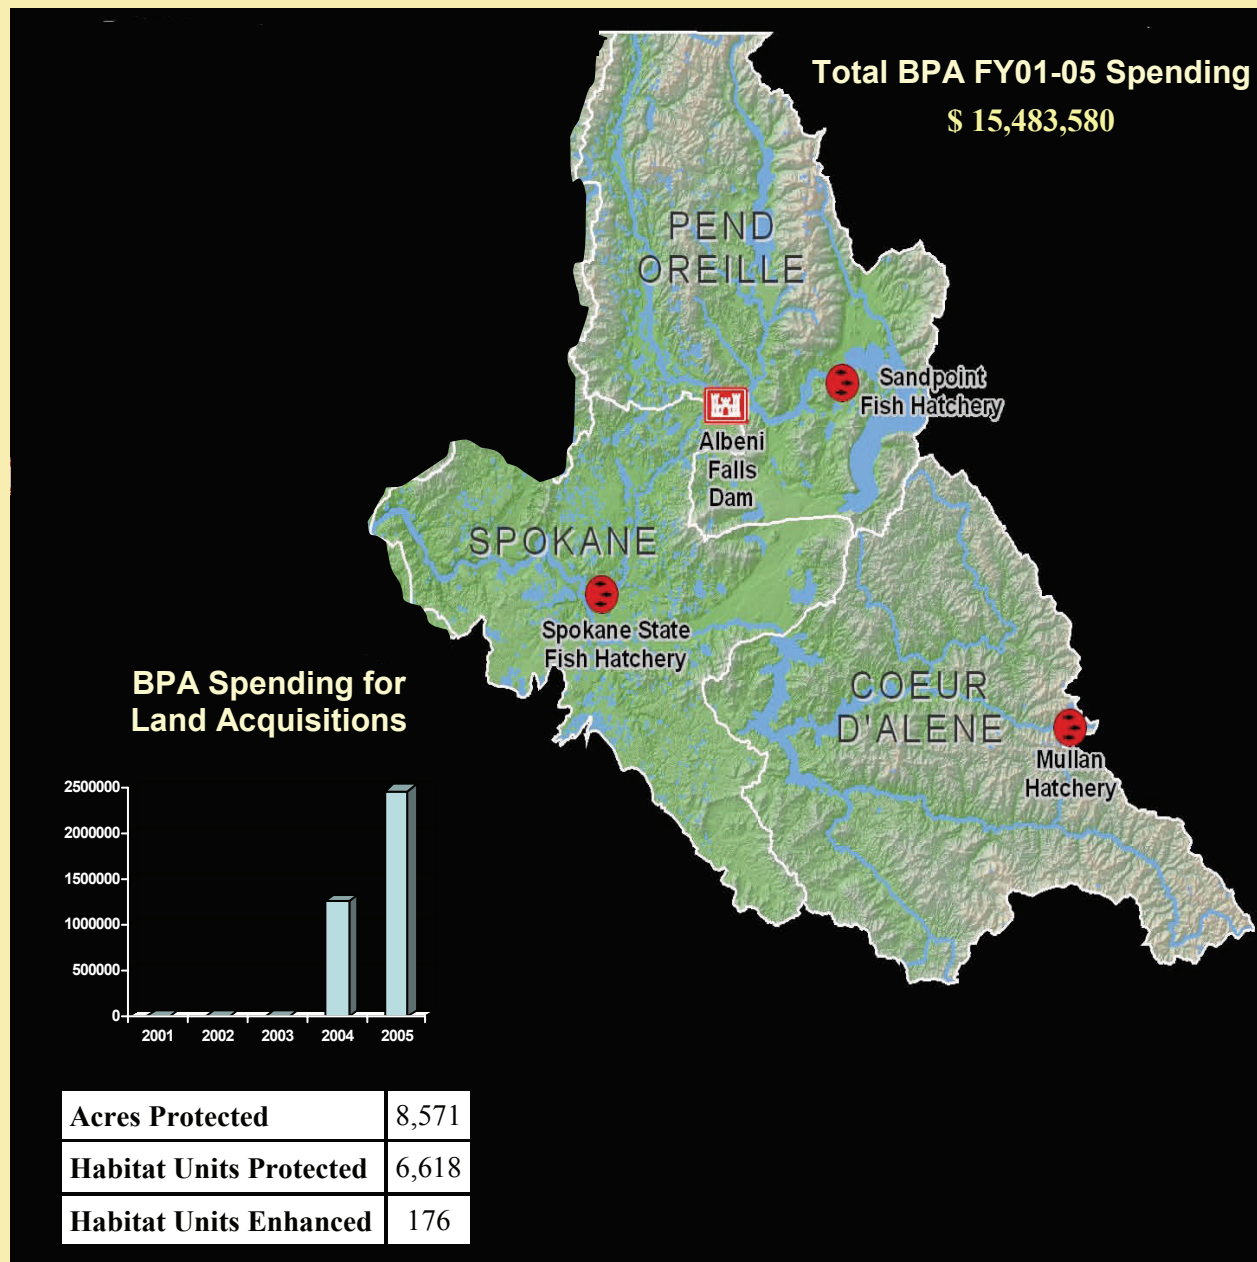 Total BPA FY01-05 Spending
$ 15,483,580
PEND
OREILLE
Sandpoint
Fish Hatchery
Albeni
Falls
Dam
SPOKANE
Spokane State
Fish Hatchery
COEUR
D'ALENE
Mullan
Hatchery
BPA Spending for
Land Acquisitions
2500000
2000000
1500000
1000000
500000
0
2001 2002 2003 2004 2005
Acres Protected 8,571
Habitat Units Protected 6,618
Habitat Units Enhanced 176